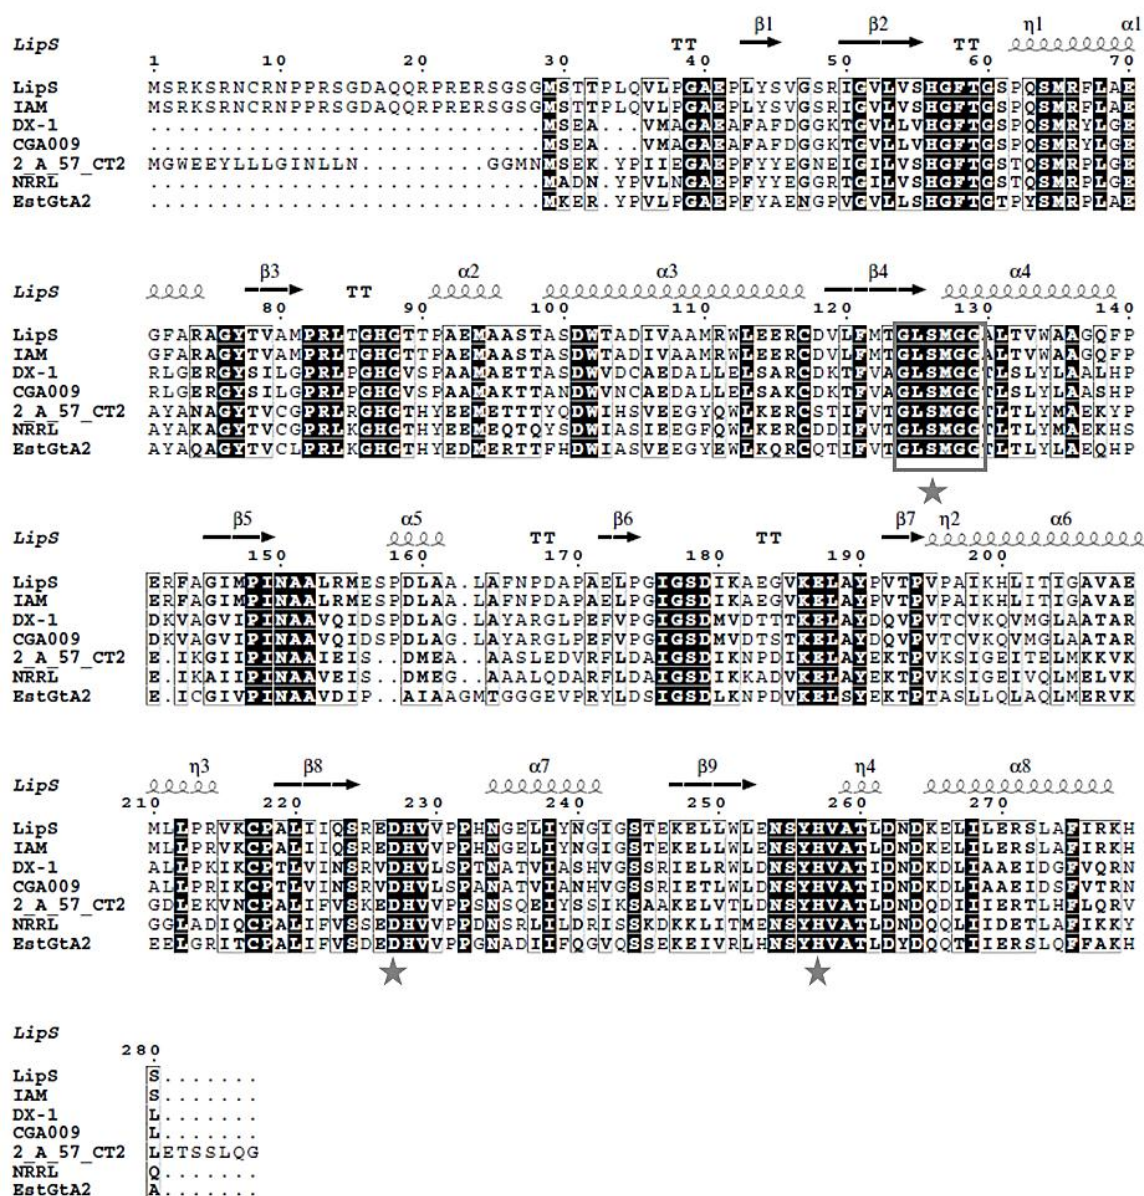 β1 β2 η1 α1
LipS TT TT
1 10 20 30 40 50 60 70
LipS MSRKSRNCRNPPRSGDAQQRPRERSGSGMSTTPLQVLPGAEPLYSVGSRIGVLVSHGFTGSPQSMRFLAE
IAM MSRKSRNCRNPPRSGDAQQRPRERSGSGMSTTPLQVLPGAEPLYSVGSRIGVLVSHGFTGSPQSMRFLAE
DX-1 ............................MSEA...VMAGAEAFAFDGGKTGVLLVHGFTGSPQSMRYLGE
CGA009 ............................MSEA...VMAGAEAFAFDGGKIGVLLVHGFTGSPQSMRYLGE
2_A_57_CT2 MGWEEYLLLGINLLN.........GGMNMSEK.YPIIEGAEPFYYEGNEIGILVSHGFTGSTQSMRPLGE
NRRL ............................MADN.YPVLNGAEPFYYEGGRTGILVSHGFTGSTQSMRPLGE
EstGtA2 ............................MKER.YPVLPGAEPFYAENGPVGVLLSHGFTGTPYSMRPLAE
β3 α2 α3 β4 α4
LipS TT
80 90 100 110 120 130 140
LipS GFARAGYTVAMPRLTGHGTTPAEMAASTASDWTADIVAAMRWLEERCDVLFMTGLSMGGALTVWAAGQFP
IAM GFARAGYTVAMPRLTGHGTTPAEMAASTASDWTADIVAAMRWLEERCDVLFMTGLSMGGALTVWAAGQFP
DX-1 RLGERGYSILGPRLPGHGVSPAAMAKTTASDWVDCAEDALLELSARCDKTFVAGLSMGGTLSLYLAALHP
CGA009 RLGERGYSILGPRLPGHGVSPAAMAETTANDWVNCAEDALLELSAKCDKTFVAGLSMGGTLSLYLAASHP
2_A_57_CT2 AYANAGYTVCGPRLRGHGTHYEEMETTTYQDWIHSVEEGYQWLKERCSTIFVTGLSMGGTLTLYMAEKYP
NRRL AYAKAGYTVCGPRLKGHGTHYEEMEQTQYSDWIASIEEGFQWLKERCDDIFVTGLSMGGTLTLYMAEKHS
EstGtA2 AYAQAGYTVCLPRLKGHGTHYEDMERTTFHDWIASVEEGYEWLKQRCQTIFVTGLSMGGTLTLYLAEQHP
β5 α5 β6 β7 η2 α6
LipS TT TT
150 160 170 180 190 200
LipS ERFAGIMPINAALRMESPDLAA.LAFNPDAPAELPGIGSDIKAEGVKELAYPVTPVPAIKHLITIGAVAE
IAM ERFAGIMPINAALRMESPDLAA.LAFNPDAPAELPGIGSDIKAEGVKELAYPVTPVPAIKHLITIGAVAE
DX-1 DKVAGVIPINAAVQIDSPDLAG.LAYARGLPEFVPGIGSDMVDTTTKELAYDQVPVTCVKQVMGLAATAR
CGA009 DKVAGVIPINAAVQIDSPDLAG.LAYARGLPEFVPGIGSDMVDTSTKELAYDQVPVTCVKQVMGLAATAR
2_A_57_CT2 E.IKGIIPINAAIEIS..DMEA..AASLEDVRFLDAIGSDIKNPDIKELAYEKTPVKSIGEITELMKKVK
NRRL E.IKAIIPINAAVEIS..DMEG..AAALQDARFLDAIGSDIKNPDVKELAYEKTPVKSIGEIVQLMELVK
EstGtA2 E.ICGIVPINAAVDIP..AIAAGMTGGGEVPRYLDSIGSDLKNPDVKELSYEKTPTASLLQLAQLMERVK
η3 β8 α7 β9 η4 α8
LipS
210 220 230 240 250 260 270
LipS MLLPRVKCPALIIQSREDHVVPPHNGELIYNGIGSTEKELLWLENSYHVATLDNDKELILERSLAFIRKH
IAM MLLPRVKCPALIIQSREDHVVPPHNGELIYNGIGSTEKELLWLENSYHVATLDNDKELILERSLAFIRKH
DX-1 ALLPKIKCPTLVINSRVDHVLSPTNATVIASHVGSSRIELRWLDNSYHVATLDNDKDLIAAEIDGFVQRN
CGA009 ALLPRIKCPTLVINSRVDHVLSPANATVIANHVGSSRIETLWLDNSYHVATIDNDKDLIAAEIDSFVTRN
2_A_57_CT2 GDLEKVNCPALIFVSKEDHVVPPSNSQEIYSSIKSAAKELVTLDNSYHVATLDNDQDIIIERTLHFLQRV
NRRL GGLADIQCPALIFVSKEDHVVPPDNSRLILDRISSKDKKLITMENSYHVATLDNDQQLIIDETLAFIKKY
EstGtA2 EELGRITCPALIFVSDEDHVVPPGNADIIFQGVQSSEKEIVRLHNSYHVATLDYDQQTIIERSLQFFAKH
LipS
280
LipS S.......
IAM S.......
DX-1 L.......
CGA009 L.......
2_A_57_CT2 LETSSLQG
NRRL Q.......
EstGtA2 A.......